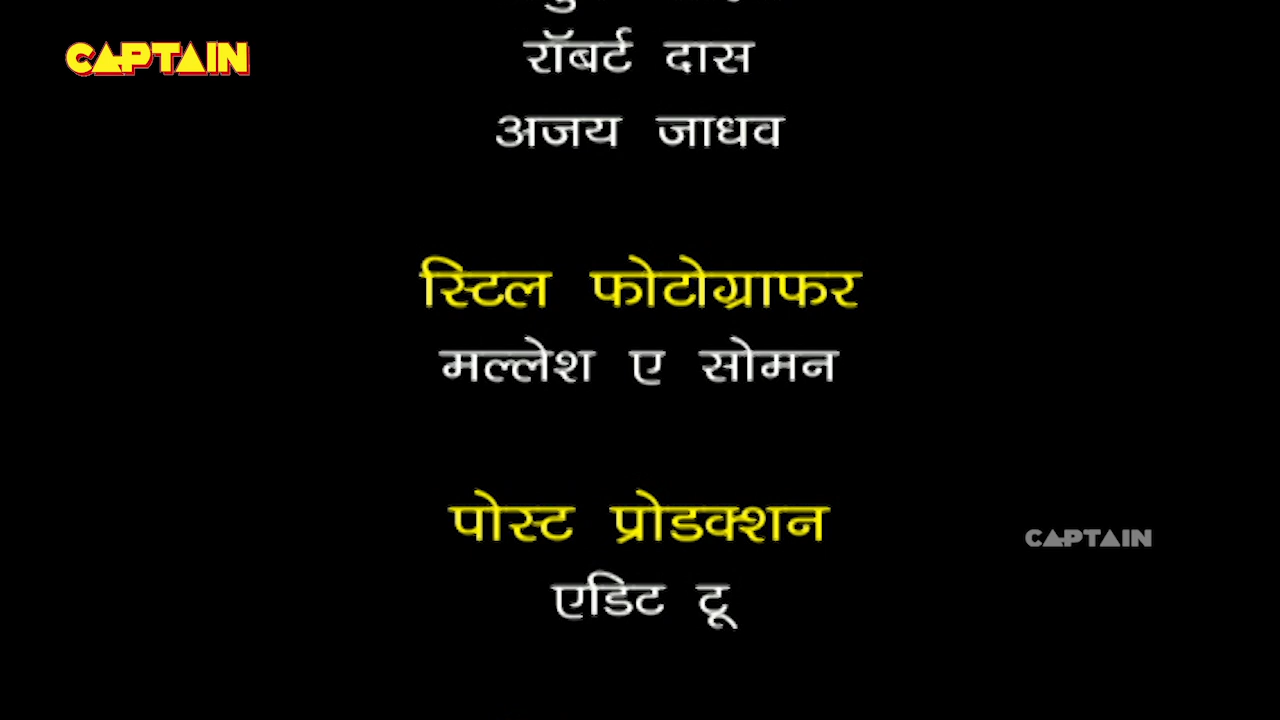 CAPTAIN
रॉबर्ट दास
अजय जाधव
स्टिल फोटोग्राफर
मल्लेश ए सोमन
पोस्ट प्रोडक्शन
CAPTAIN
एडिट टू